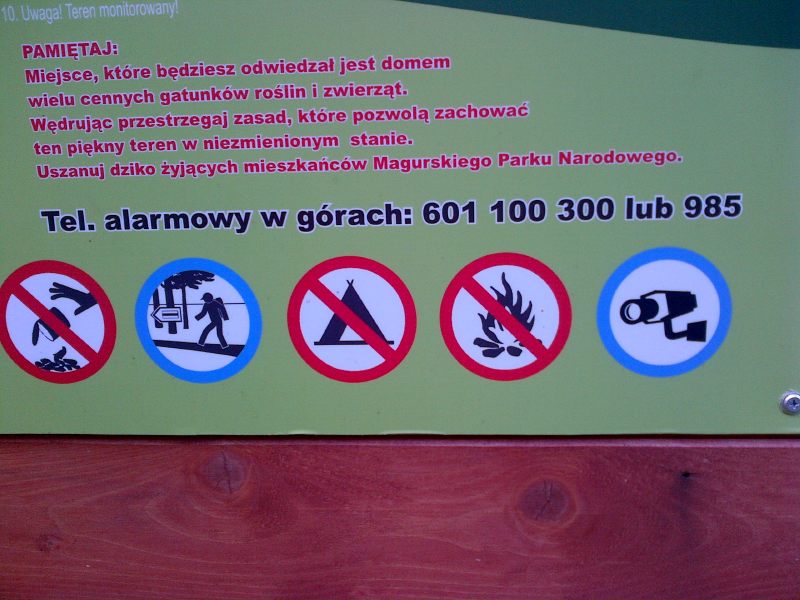 10. Uwaga! Teren monitorowany!
PAMIĘTAJ:
Miejsce, które będziesz odwiedzał jest domem
wielu cennych gatunków roślin i zwierząt.
Wędrując przestrzegaj zasad, które pozwolą zachować
ten piękny teren w niezmienionym stanie.
Uszanuj dziko żyjących mieszkańców Magurskiego Parku Narodowego.
Tel. alarmowy w górach: 601 100 300 lub 985